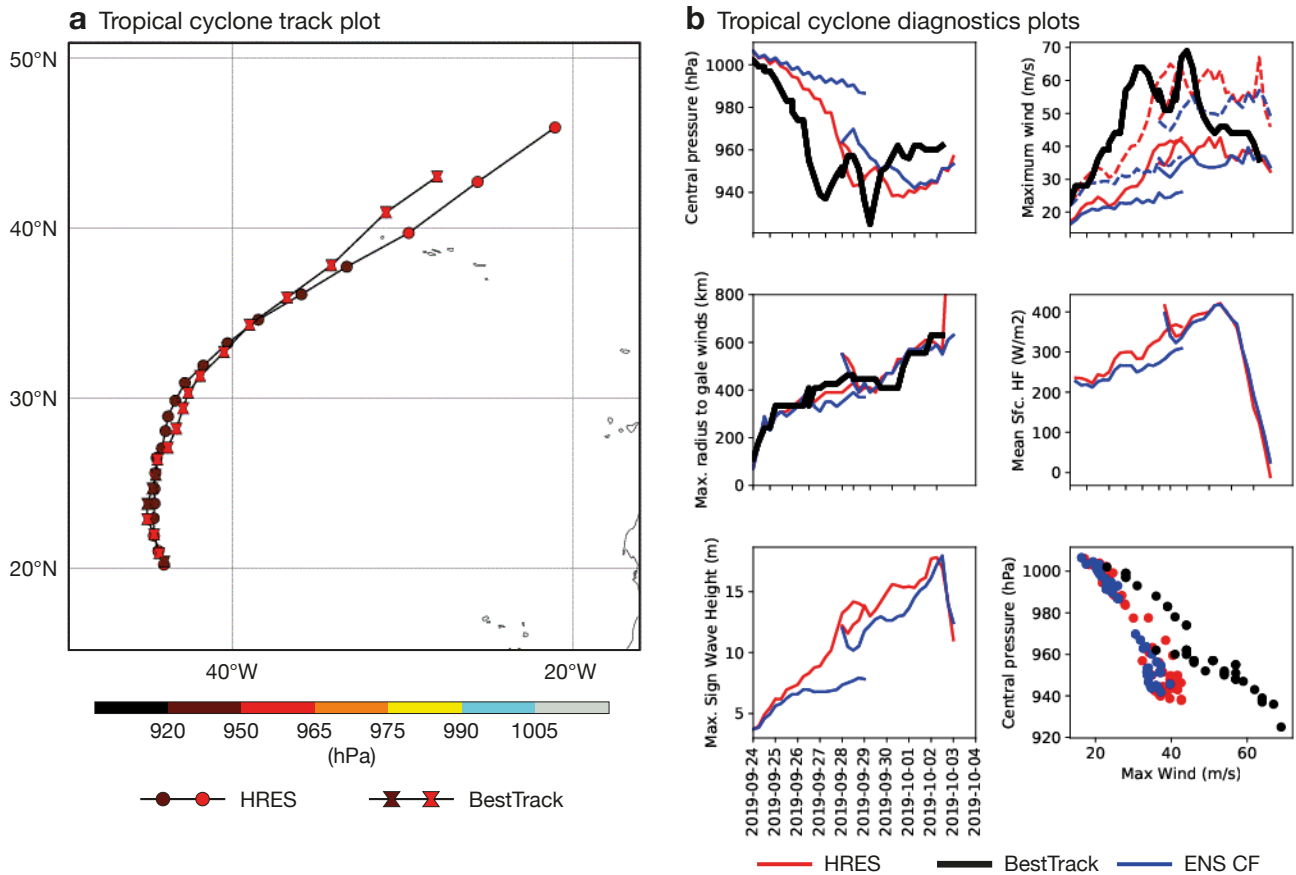 a Tropical cyclone track plot
50°N
40°N
30°N
20°N
40°W
20°W
920 950 965 975 990 1005
(hPa)
HRES
BestTrack
b Tropical cyclone diagnostics plots
Central pressure (hPa)
1000
980
960
940
Maximum wind (m/s)
70
60
50
40
30
20
Max. radius to gale winds (km)
800
600
400
200
0
Mean Sfc. HF (W/m2)
400
300
200
100
0
Max. Sign Wave Height (m)
15
10
5
2019-09-24
2019-09-25
2019-09-26
2019-09-27
2019-09-28
2019-09-29
2019-09-30
2019-10-01
2019-10-02
2019-10-03
2019-10-04
Central pressure (hPa)
1000
980
960
940
920
20 40 60
Max Wind (m/s)
HRES
BestTrack
ENS CF